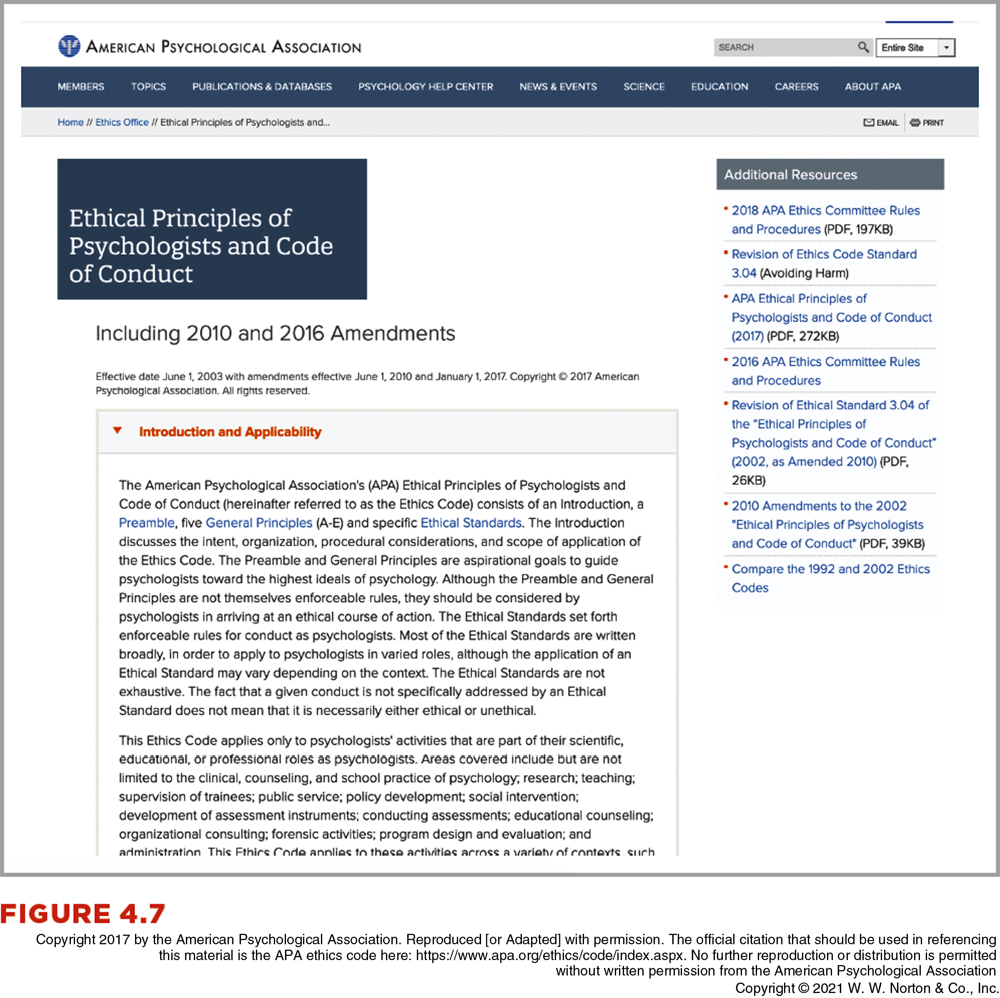 AMERICAN PSYCHOLOGICAL ASSOCIATION
SEARCH
Entire Site
MEMBERS TOPICS PUBLICATIONS & DATABASES PSYCHOLOGY HELP CENTER NEWS & EVENTS SCIENCE EDUCATION CAREERS ABOUT APA
Home // Ethics Office // Ethical Principles of Psychologists and...
EMAIL PRINT
Ethical Principles of
Psychologists and Code
of Conduct
Including 2010 and 2016 Amendments
Effective date June 1, 2003 with amendments effective June 1, 2010 and January 1, 2017. Copyright © 2017 American
Psychological Association. All rights reserved.
Introduction and Applicability
The American Psychological Association's (APA) Ethical Principles of Psychologists and
Code of Conduct (hereinafter referred to as the Ethics Code) consists of an Introduction, a
Preamble, five General Principles (A-E) and specific Ethical Standards. The Introduction
discusses the intent, organization, procedural considerations, and scope of application of
the Ethics Code. The Preamble and General Principles are aspirational goals to guide
psychologists toward the highest ideals of psychology. Although the Preamble and General
Principles are not themselves enforceable rules, they should be considered by
psychologists in arriving at an ethical course of action. The Ethical Standards set forth
enforceable rules for conduct as psychologists. Most of the Ethical Standards are written
broadly, in order to apply to psychologists in varied roles, although the application of an
Ethical Standard may vary depending on the context. The Ethical Standards are not
exhaustive. The fact that a given conduct is not specifically addressed by an Ethical
Standard does not mean that it is necessarily either ethical or unethical.
This Ethics Code applies only to psychologists' activities that are part of their scientific,
educational, or professional roles as psychologists. Areas covered include but are not
limited to the clinical, counseling, and school practice of psychology; research; teaching;
supervision of trainees; public service; policy development; social intervention;
development of assessment instruments; conducting assessments; educational counseling;
organizational consulting; forensic activities; program design and evaluation; and
administration. This Ethics Code applies to these activities across a variety of contexts, such
Additional Resources
2018 APA Ethics Committee Rules
and Procedures (PDF, 197KB)
Revision of Ethics Code Standard
3.04 (Avoiding Harm)
APA Ethical Principles of
Psychologists and Code of Conduct
(2017) (PDF, 272KB)
2016 APA Ethics Committee Rules
and Procedures
Revision of Ethical Standard 3.04 of
the "Ethical Principles of
Psychologists and Code of Conduct"
(2002, as Amended 2010) (PDF,
26KB)
2010 Amendments to the 2002
"Ethical Principles of Psychologists
and Code of Conduct" (PDF, 39KB)
Compare the 1992 and 2002 Ethics
Codes
FIGURE 4.7
Copyright 2017 by the American Psychological Association. Reproduced [or Adapted] with permission. The official citation that should be used in referencing
this material is the APA ethics code here: https://www.apa.org/ethics/code/index.aspx. No further reproduction or distribution is permitted
without written permission from the American Psychological Association
Copyright © 2021 W. W. Norton & Co., Inc.